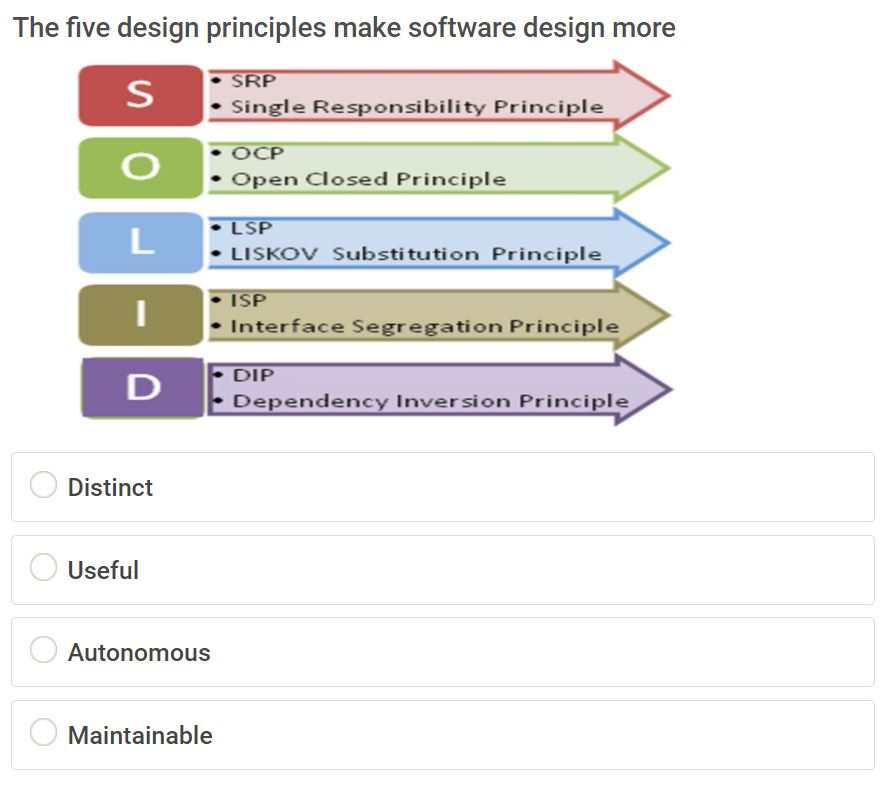 The five design principles make software design more
S
• SRP
• Single Responsibility Principle
O
• OCP
• Open Closed Principle
L
• LSP
• LISKOV Substitution Principle
I
• ISP
• Interface Segregation Principle
D
• DIP
• Dependency Inversion Principle
Distinct
Useful
Autonomous
Maintainable